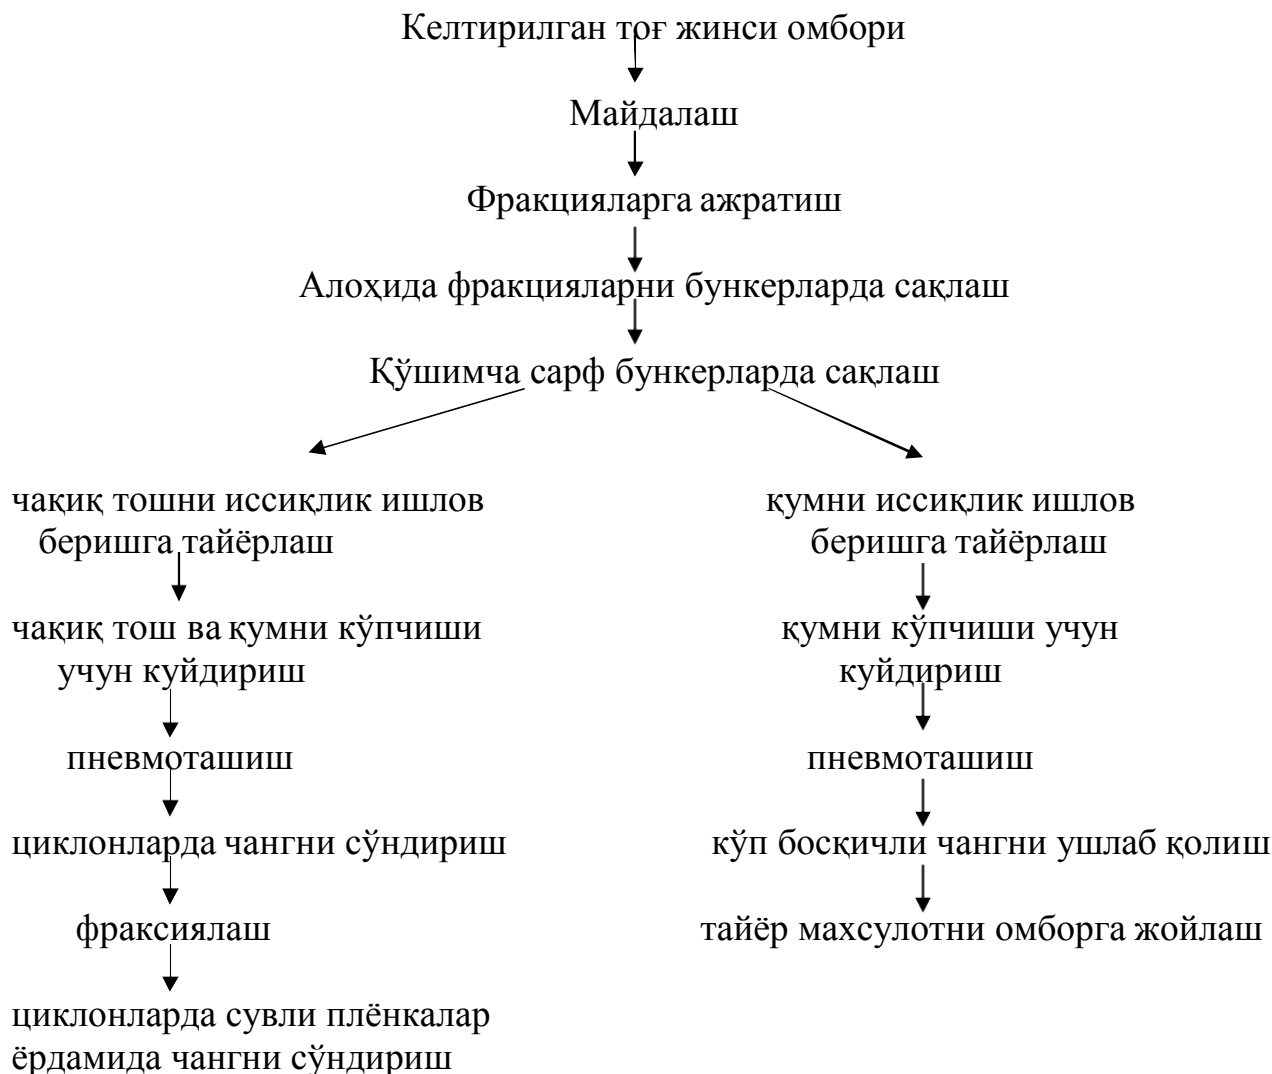 Келтирилган тоғ жинси омбори
Майдалаш
Фракцияларга ажратиш
Алоҳида фракцияларни бункерларда сақлаш
Қўшимча сарф бункерларда сақлаш
чақиқ тошни иссиқлик ишлов
беришга тайёрлаш
чақиқ тош ва қумни кўпчиши
учун куйдириш
пневмоташиш
циклонларда чангни сўндириш
фраксиялаш
циклонларда сувли плёнкалар
ёрдамида чангни сўндириш
қумни иссиқлик ишлов
беришга тайёрлаш
қумни кўпчиши учун
куйдириш
пневмоташиш
кўп босқичли чангни ушлаб қолиш
тайёр махсулотни омборга жойлаш